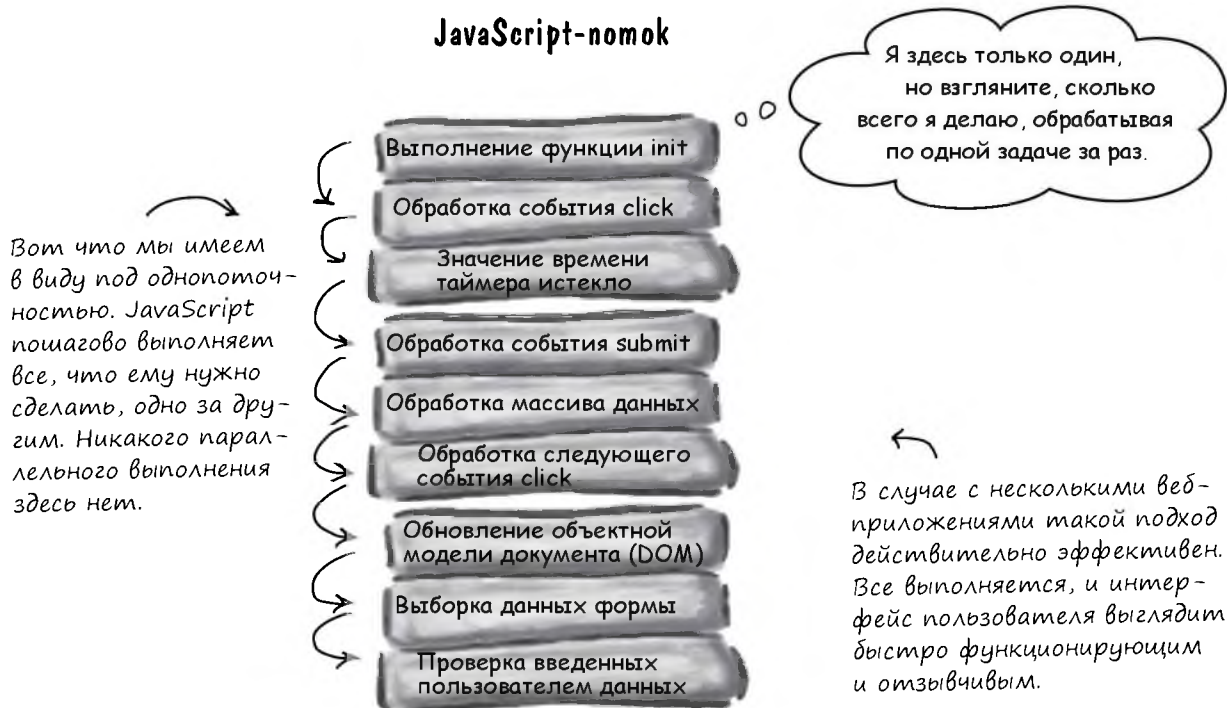 JavaScript-поток
Я здесь только один,
но взгляните, сколько
всего я делаю, обрабатывая
по одной задаче за раз.
Выполнение функции init
Обработка события click
Значение времени
таймера истекло
Обработка события submit
Обработка массива данных
Обработка следующего
события click
Обновление объектной
модели документа (DOM)
Выборка данных формы
Проверка введенных
пользователем данных
Вот что мы имеем
в виду под однопоточ-
ностью. JavaScript
пошагово выполняет
все, что ему нужно
сделать, одно за дру-
гим. Никакого парал-
лельного выполнения
здесь нет.
В случае с несколькими веб-
приложениями такой подход
действительно эффективен.
Все выполняется, и интер-
фейс пользователя выглядит
быстро функционирующим
и отзывчивым.